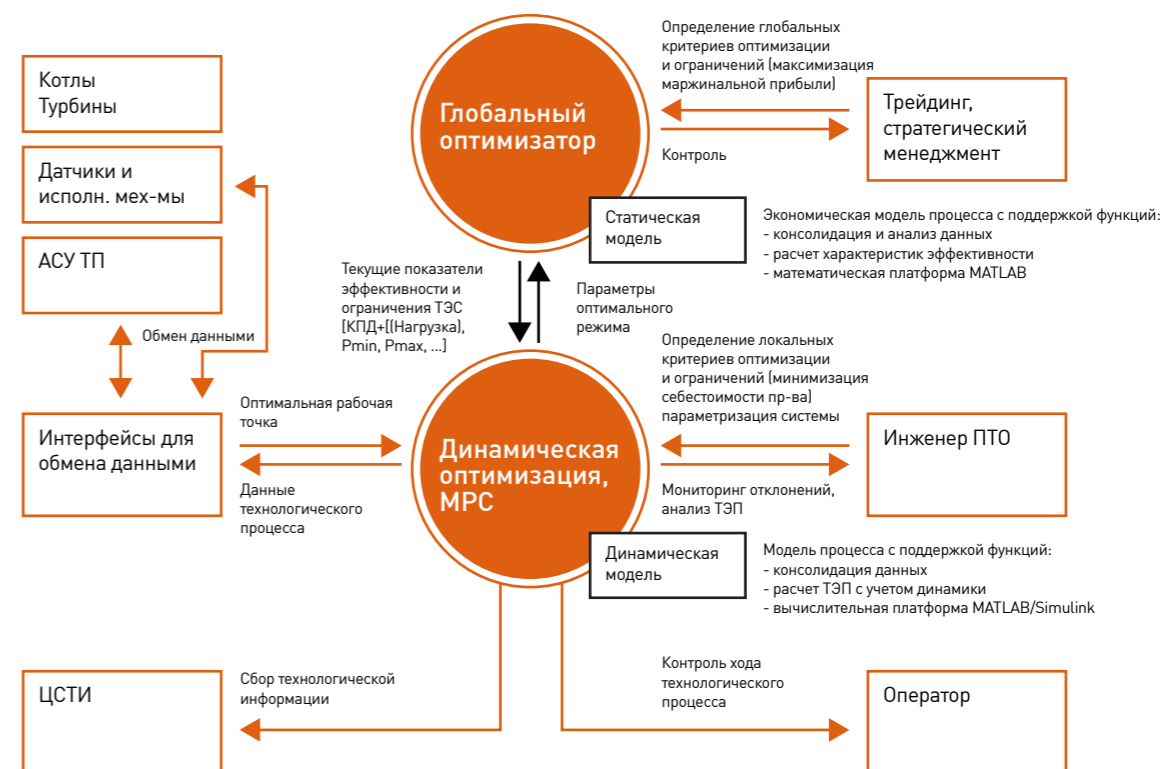 Котлы
Турбины
Датчики и
исполн. мех-мы
АСУ ТП
Обмен данными
Интерфейсы для
обмена данными
Глобальный
оптимизатор
Определение глобальных
критериев оптимизации
и ограничений (максимизация
маржинальной прибыли)
Контроль
Трейдинг,
стратегический
менеджмент
Статическая
модель
Экономическая модель процесса с поддержкой функций:
- консолидация и анализ данных
- расчет характеристик эффективности
- математическая платформа MATLAB
Текущие показатели
эффективности и
ограничения ТЭС
[КПД+[(Нагрузка),
Pmin, Pmax, ...]
Параметры
оптимального
режима
Оптимальная рабочая
точка
Данные
технологического
процесса
Динамическая
оптимизация,
MPC
Определение локальных
критериев оптимизации
и ограничений (минимизация
себестоимости пр-ва)
параметризация системы
Мониторинг отклонений,
анализ ТЭП
Инженер ПТО
Динамическая
модель
Модель процесса с поддержкой функций:
- консолидация данных
- расчет ТЭП с учетом динамики
- вычислительная платформа MATLAB/Simulink
ЦСТИ
Сбор технологической
информации
Контроль хода
технологического
процесса
Оператор